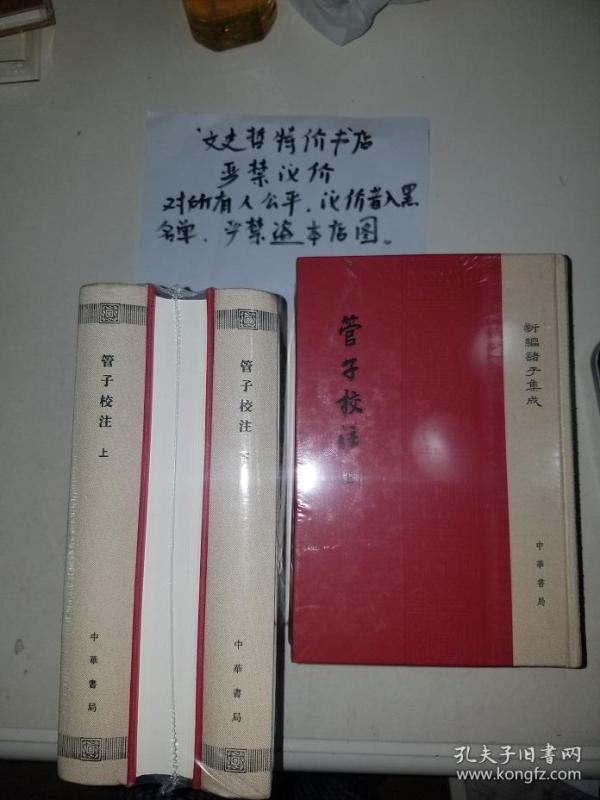 文史哲特价书店
严禁议价
对所有人公平、议价者入黑
名单、严禁盗本店图。
管子校注
上
中華書局
管子校注
下
中華書局
管子校注
新編諸子集成
中華書局
孔夫子旧书网
www.kongfz.com